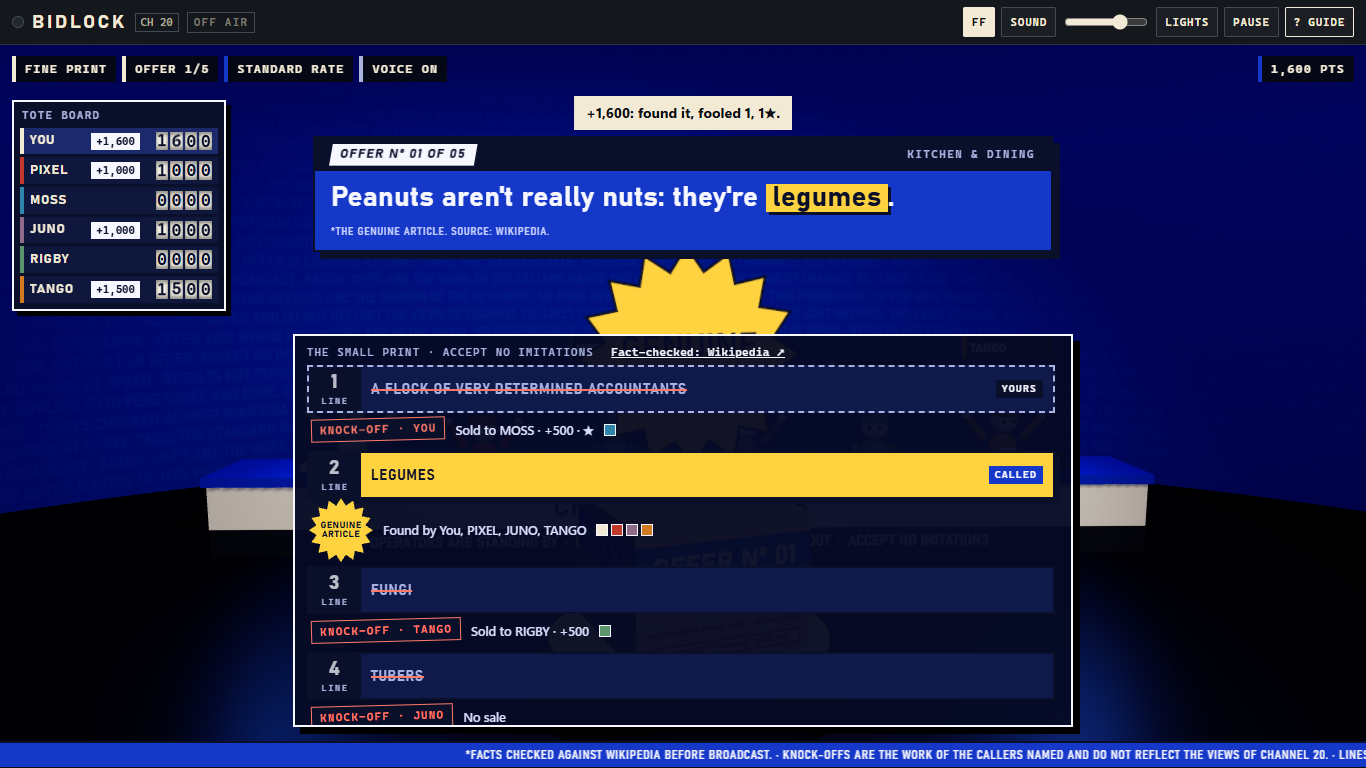 BIDLOCK CH 20 OFF AIR FF SOUND LIGHTS PAUSE ? GUIDE
FINE PRINT OFFER 1/5 STANDARD RATE VOICE ON 1,600 PTS
TOTE BOARD
YOU +1,600 1600
PIXEL +1,000 1000
MOSS 0000
JUNO +1,000 1000
RIGBY 0000
TANGO +1,500 1500
+1,600: found it, fooled 1, 1★.
OFFER Nº 01 OF 05 KITCHEN & DINING
Peanuts aren't really nuts: they're legumes.
*THE GENUINE ARTICLE. SOURCE: WIKIPEDIA.
THE SMALL PRINT · ACCEPT NO IMITATIONS Fact-checked: Wikipedia ↗
1 LINE A FLOCK OF VERY DETERMINED ACCOUNTANTS YOURS
KNOCK-OFF · YOU Sold to MOSS · +500 · ★
2 LINE LEGUMES CALLED
GENUINE ARTICLE Found by You, PIXEL, JUNO, TANGO
3 LINE FUNGI
KNOCK-OFF · TANGO Sold to RIGBY · +500
4 LINE TUBERS
KNOCK-OFF · JUNO No sale
*FACTS CHECKED AGAINST WIKIPEDIA BEFORE BROADCAST. · KNOCK-OFFS ARE THE WORK OF THE CALLERS NAMED AND DO NOT REFLECT THE VIEWS OF CHANNEL 20. · LINES